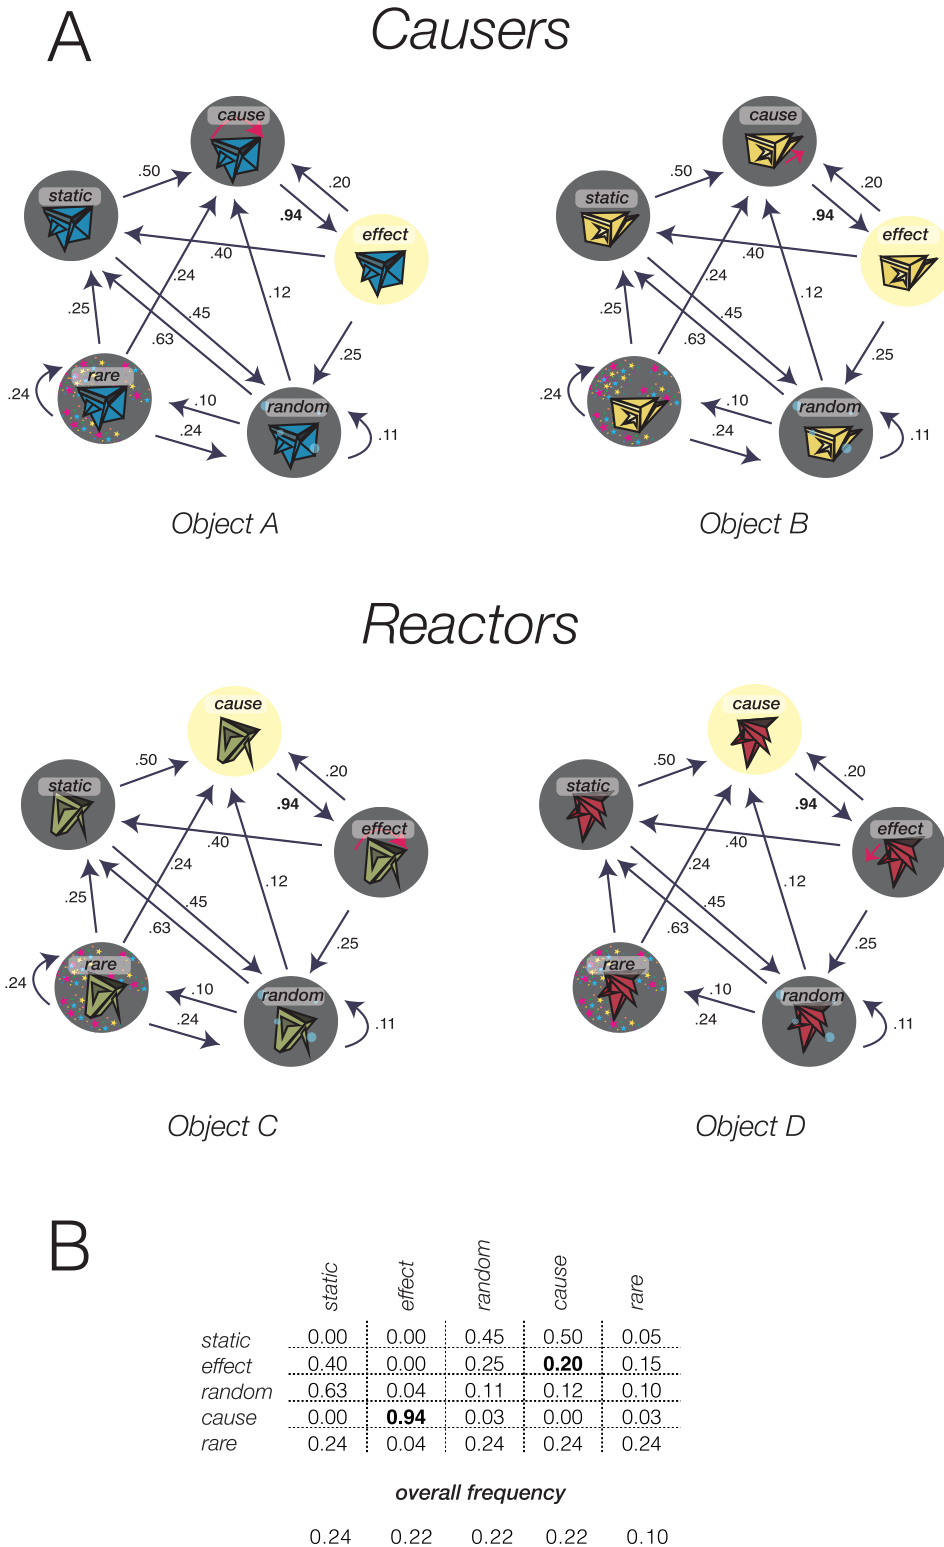 A
Causers
cause
.50
.20
static
.94
effect
.40
.24
.12
.25
.45
.63
.25
rare
.24
.10
random
.24
.11
Object A
cause
.50
.20
static
.94
effect
.40
.24
.12
.25
.45
.63
.25
.24
.10
random
.24
.11
Object B
Reactors
cause
.50
.20
static
.94
effect
.40
.24
.12
.25
.45
.63
.25
rare
.24
.10
random
.24
.11
Object C
cause
.50
.20
static
.94
effect
.40
.24
.12
.25
.45
.63
.25
rare
.10
random
.24
.11
Object D
B
static effect random cause rare
static 0.00 0.00 0.45 0.50 0.05
effect 0.40 0.00 0.25 0.20 0.15
random 0.63 0.04 0.11 0.12 0.10
cause 0.00 0.94 0.03 0.00 0.03
rare 0.24 0.04 0.24 0.24 0.24
overall frequency
0.24 0.22 0.22 0.22 0.10